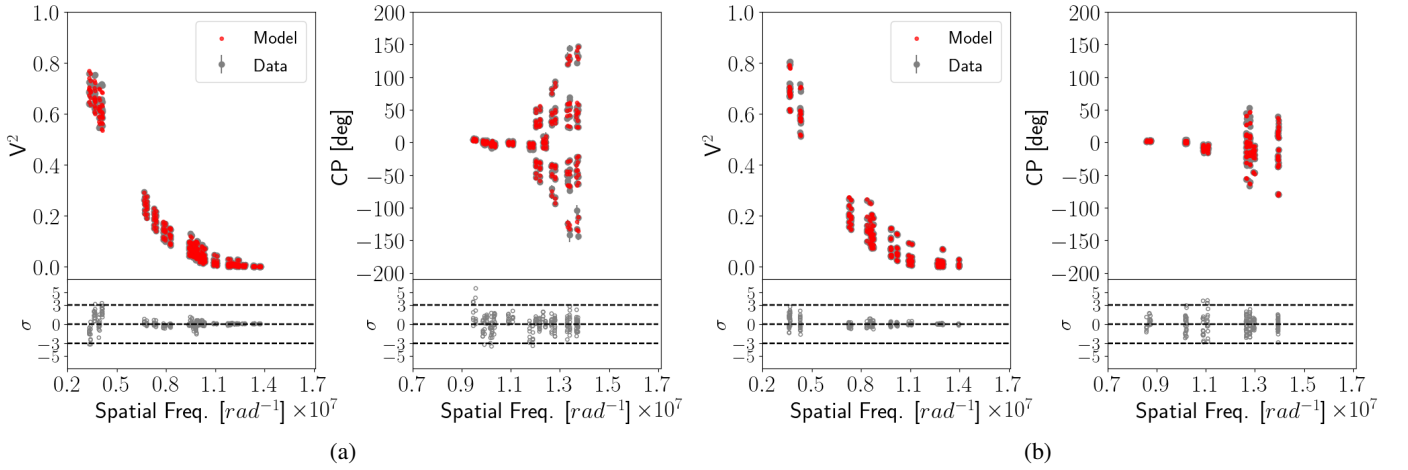 1.0
0.8
0.6
0.4
0.2
0.0
V²
Model
Data
5
3
0
−3
−5
σ
0.2 0.5 0.8 1.1 1.4 1.7
Spatial Freq. [rad⁻¹] ×10⁷
200
150
100
50
0
−50
−100
−150
−200
CP [deg]
5
3
0
−3
−5
σ
0.7 0.9 1.1 1.3 1.5 1.7
Spatial Freq. [rad⁻¹] ×10⁷
(a)
1.0
0.8
0.6
0.4
0.2
0.0
V²
Model
Data
5
3
0
−3
−5
σ
0.2 0.5 0.8 1.1 1.4 1.7
Spatial Freq. [rad⁻¹] ×10⁷
200
150
100
50
0
−50
−100
−150
−200
CP [deg]
5
3
0
−3
−5
σ
0.7 0.9 1.1 1.3 1.5 1.7
Spatial Freq. [rad⁻¹] ×10⁷
(b)